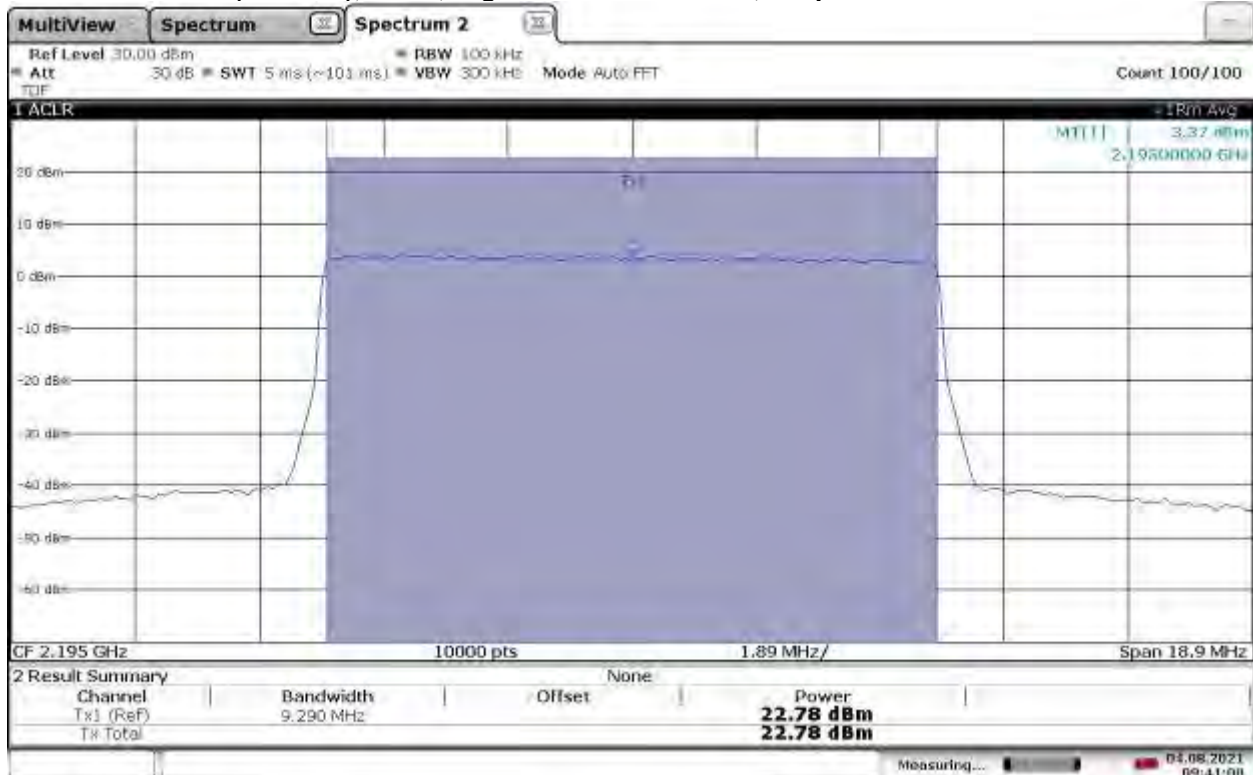 MultiView Spectrum Spectrum 2
Ref Level 30.00 dBm RBW 100 kHz
Att 30 dB SWT 5 ms (~101 ms) VBW 300 kHz Mode Auto FFT Count 100/100
TDF
1 ACLR 1Rm Avg
3.37 dBm
2.19500000 GHz
20 dBm
10 dBm
0 dBm
-10 dBm
-20 dBm
-30 dBm
-40 dBm
-50 dBm
-60 dBm
CF 2.195 GHz 10000 pts 1.89 MHz/ Span 18.9 MHz
2 Result Summary None
Channel Bandwidth Offset Power
Tx1 (Ref) 9.290 MHz 22.78 dBm
Tx Total 22.78 dBm
Measuring... 04.08.2021
09:41:08